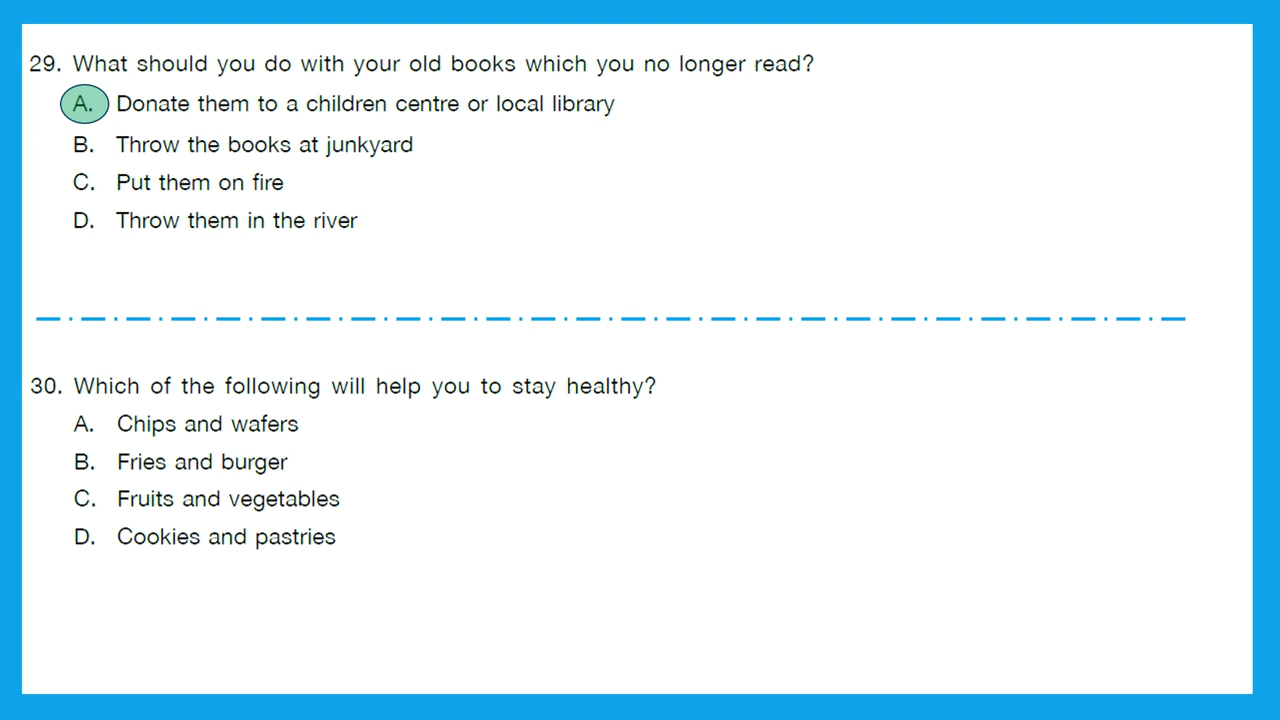 29. What should you do with your old books which you no longer read?
A. Donate them to a children centre or local library
B. Throw the books at junkyard
C. Put them on fire
D. Throw them in the river
30. Which of the following will help you to stay healthy?
A. Chips and wafers
B. Fries and burger
C. Fruits and vegetables
D. Cookies and pastries